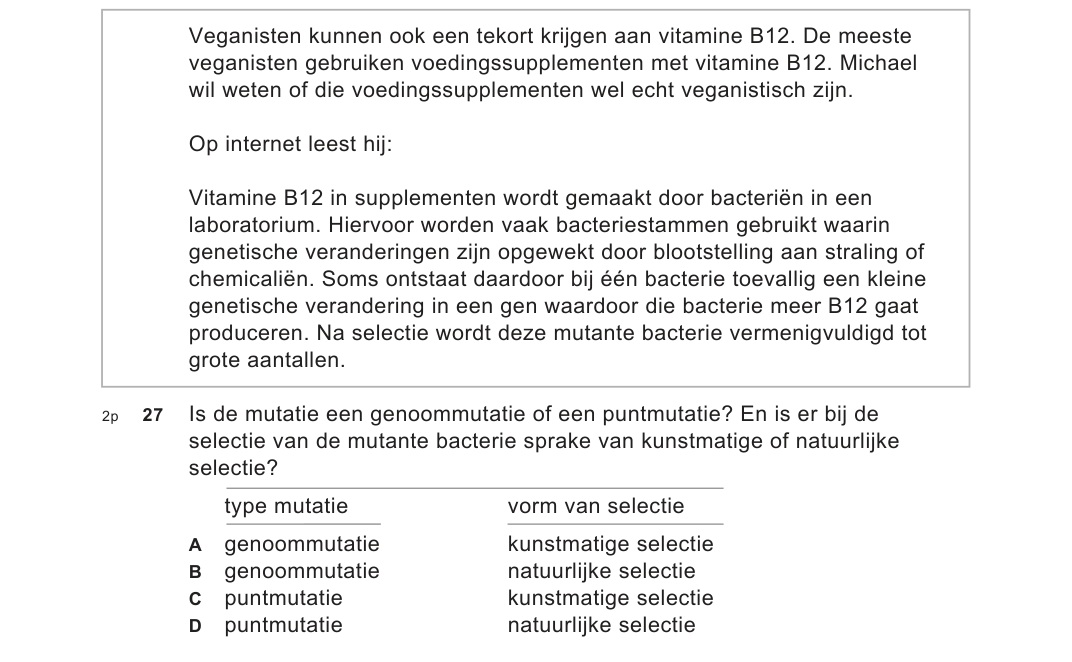 Veganisten kunnen ook een tekort krijgen aan vitamine B12. De meeste
veganisten gebruiken voedingssupplementen met vitamine B12. Michael
wil weten of die voedingssupplementen wel echt veganistisch zijn.
Op internet leest hij:
Vitamine B12 in supplementen wordt gemaakt door bacteriën in een
laboratorium. Hiervoor worden vaak bacteriestammen gebruikt waarin
genetische veranderingen zijn opgewekt door blootstelling aan straling of
chemicaliën. Soms ontstaat daardoor bij één bacterie toevallig een kleine
genetische verandering in een gen waardoor die bacterie meer B12 gaat
produceren. Na selectie wordt deze mutante bacterie vermenigvuldigd tot
grote aantallen.
2p 27 Is de mutatie een genoommutatie of een puntmutatie? En is er bij de
selectie van de mutante bacterie sprake van kunstmatige of natuurlijke
selectie?
type mutatie vorm van selectie
A genoommutatie kunstmatige selectie
B genoommutatie natuurlijke selectie
C puntmutatie kunstmatige selectie
D puntmutatie natuurlijke selectie